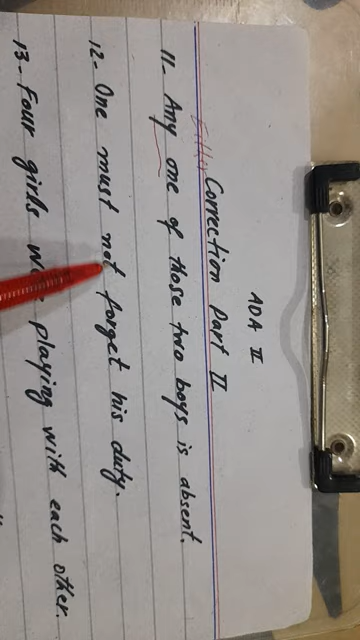 ADA II
Correction Part II
11- Any one of those two boys is absent.
12- One must not forget his duty.
13- Four girls playing with each other.